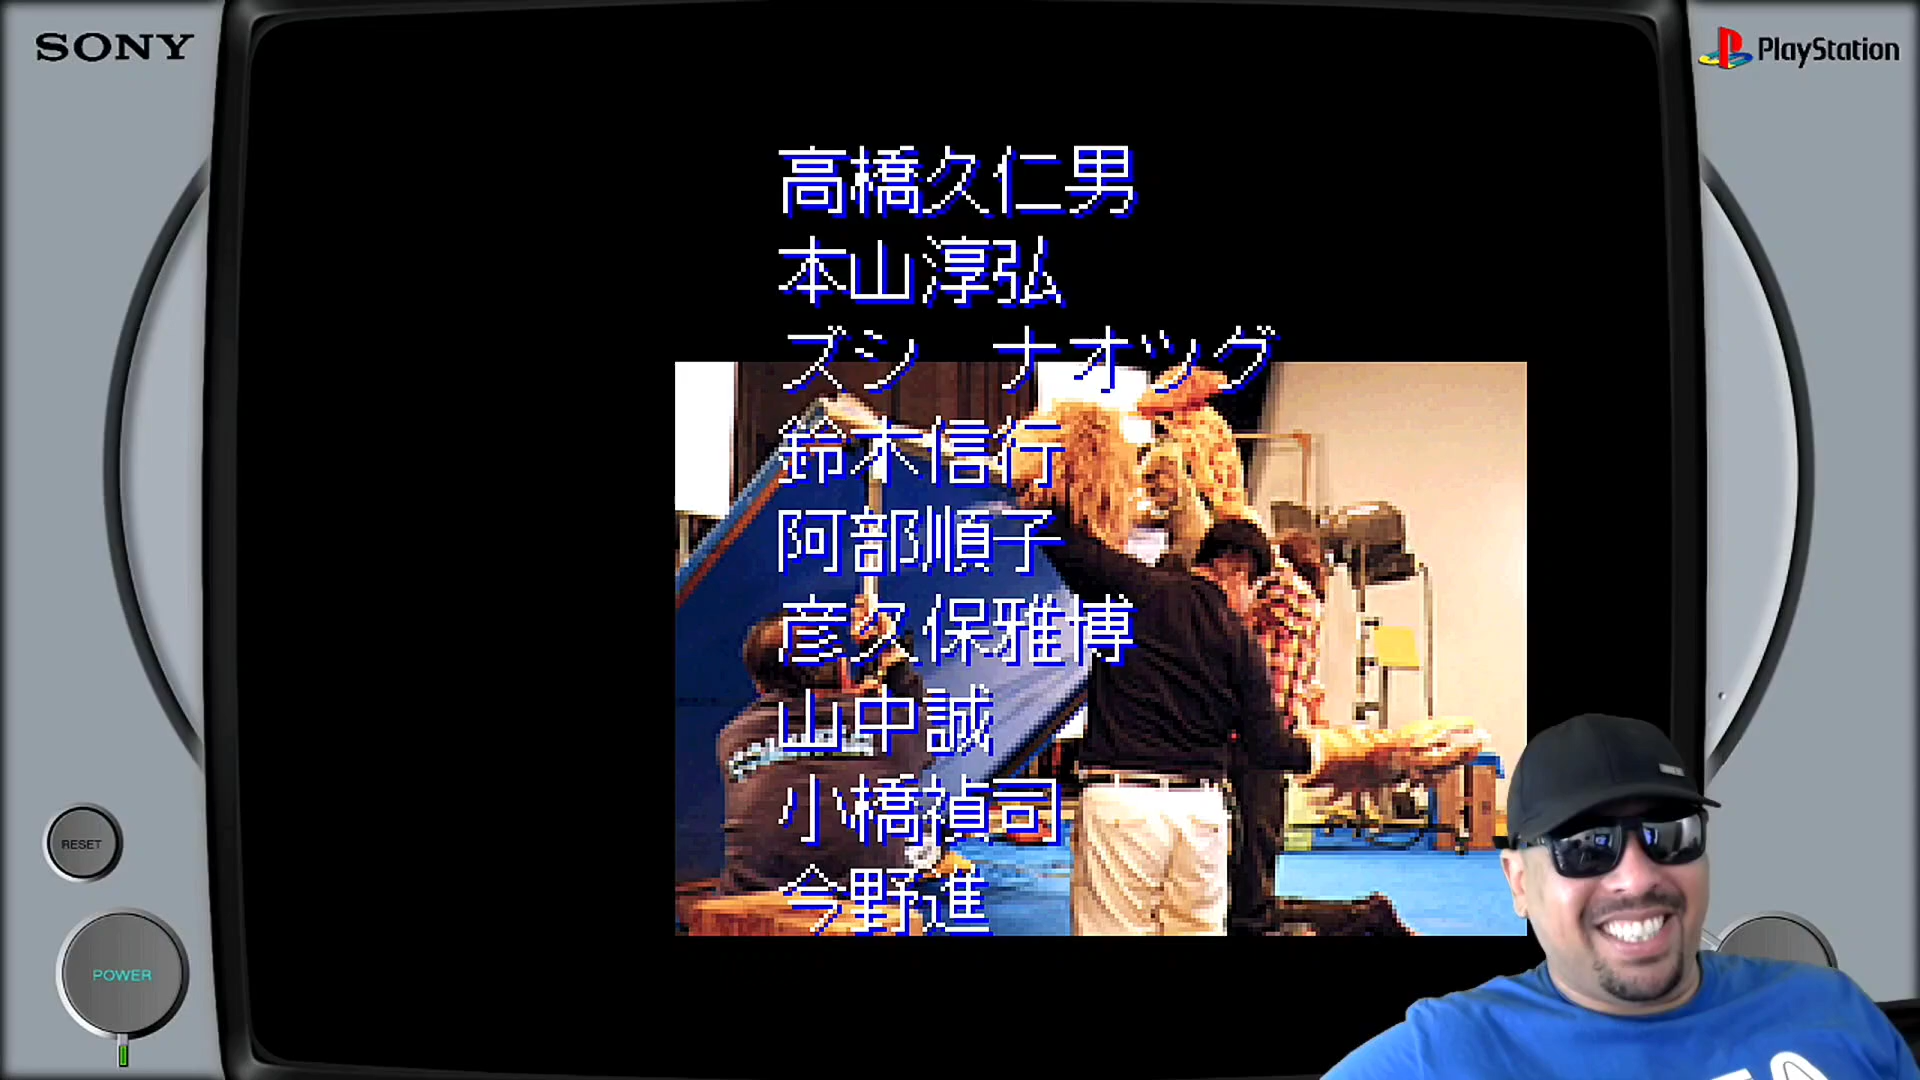 SONY
PlayStation
高橋久仁男
本山淳弘
ズシ　ナオツグ
鈴木信行
阿部順子
彦久保雅博
山中誠
小橋禎司
今野進
RESET
POWER